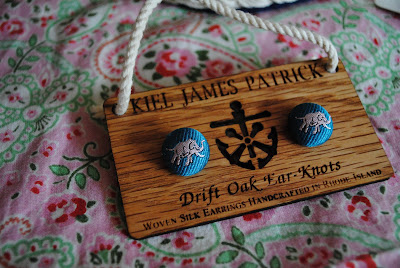 KIEL JAMES PATRICK
Drift Oak Ear-Knots
WOVEN SILK EARRINGS HANDCRAFTED IN RHODE ISLAND